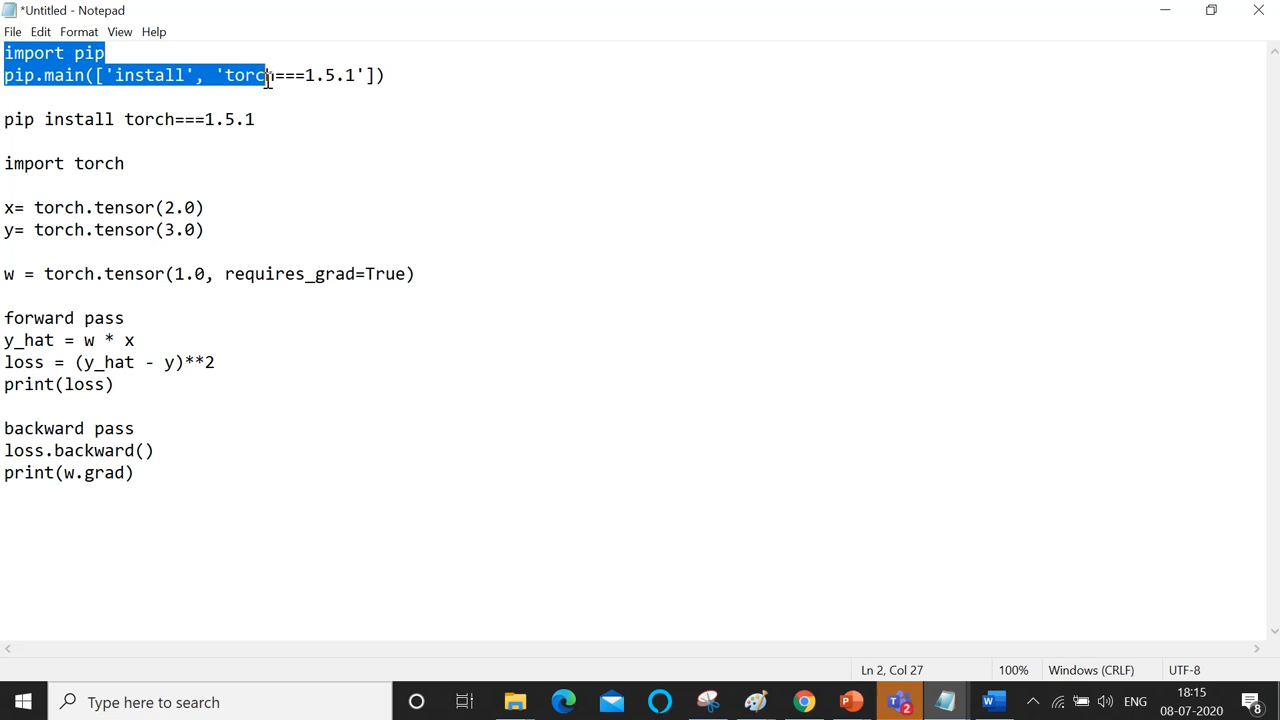 *Untitled - Notepad
File Edit Format View Help
import pip
pip.main(['install', 'torch===1.5.1'])
pip install torch===1.5.1
import torch
x= torch.tensor(2.0)
y= torch.tensor(3.0)
w = torch.tensor(1.0, requires_grad=True)
forward pass
y_hat = w * x
loss = (y_hat - y)**2
print(loss)
backward pass
loss.backward()
print(w.grad)
Ln 2, Col 27 100% Windows (CRLF) UTF-8
Type here to search
2
ENG
18:15
08-07-2020
8